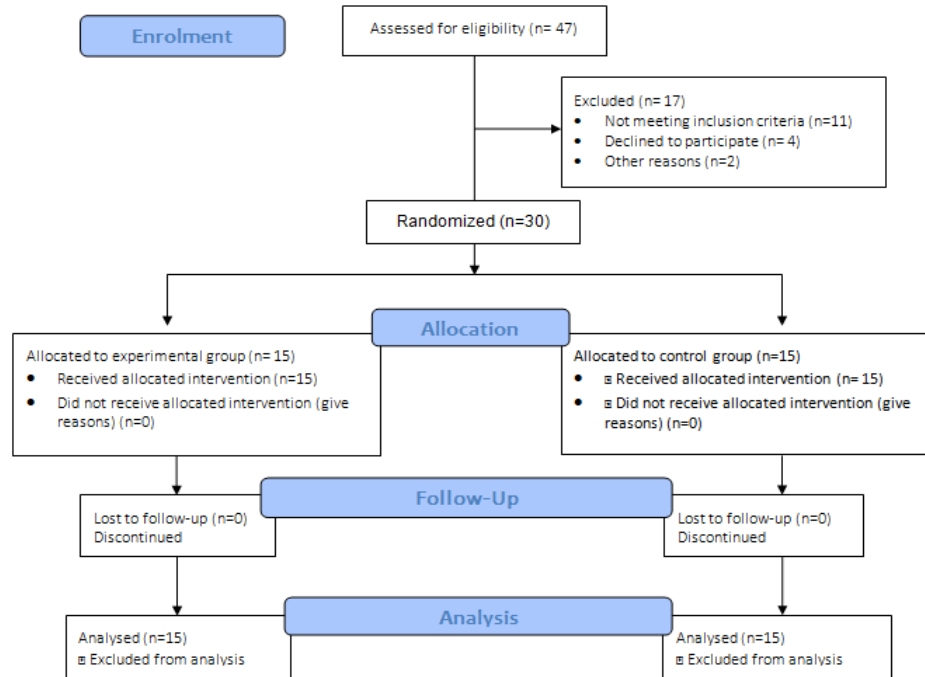 Enrolment
Assessed for eligibility (n= 47)
Excluded (n= 17)
• Not meeting inclusion criteria (n=11)
• Declined to participate (n= 4)
• Other reasons (n=2)
Randomized (n=30)
Allocation
Allocated to experimental group (n= 15)
• Received allocated intervention (n=15)
• Did not receive allocated intervention (give
reasons) (n=0)
Allocated to control group (n=15)
• Received allocated intervention (n= 15)
• Did not receive allocated intervention (give
reasons) (n=0)
Follow-Up
Lost to follow-up (n=0)
Discontinued
Lost to follow-up (n=0)
Discontinued
Analysis
Analysed (n=15)
Excluded from analysis
Analysed (n=15)
Excluded from analysis